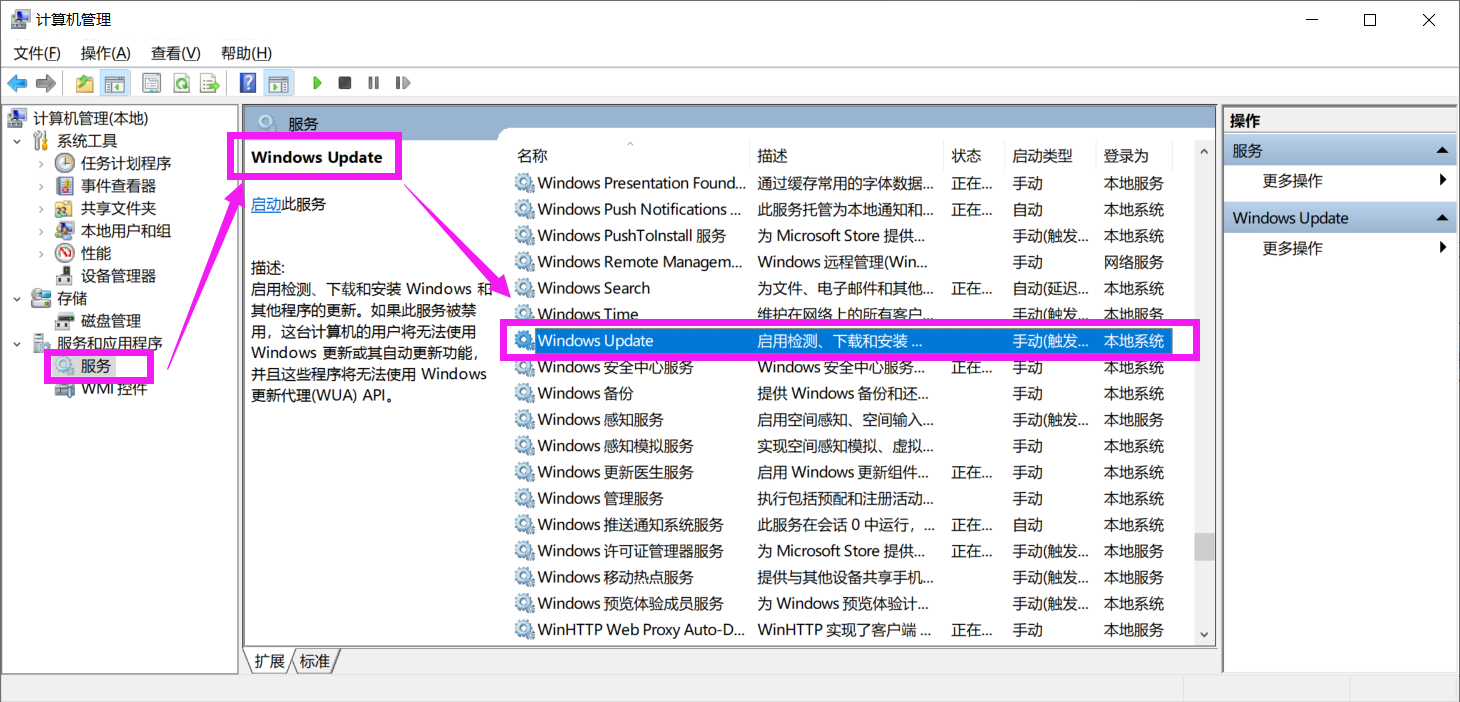 计算机管理
文件(F) 操作(A) 查看(V) 帮助(H)
计算机管理(本地)
系统工具
任务计划程序
事件查看器
共享文件夹
本地用户和组
性能
设备管理器
存储
磁盘管理
服务和应用程序
服务
WMI 控件
服务
Windows Update
启动此服务
描述:
启用检测、下载和安装 Windows 和
其他程序的更新。如果此服务被禁
用，这台计算机的用户将无法使用
Windows 更新或其自动更新功能，
并且这些程序将无法使用 Windows
更新代理(WUA) API。
名称 描述 状态 启动类型 登录为
Windows Presentation Found... 通过缓存常用的字体数据... 正在... 手动 本地服务
Windows Push Notifications ... 此服务托管为本地通知和... 正在... 自动 本地系统
Windows PushToInstall 服务 为 Microsoft Store 提供... 手动(触发... 本地系统
Windows Remote Managem... Windows 远程管理(Win... 手动 网络服务
Windows Search 为文件、电子邮件和其他... 正在... 自动(延迟... 本地系统
Windows Time 维护在网络上的所有客户... 手动(触发... 本地服务
Windows Update 启用检测、下载和安装 ... 手动(触发... 本地系统
Windows 安全中心服务 Windows 安全中心服务... 正在... 手动 本地系统
Windows 备份 提供 Windows 备份和还... 手动 本地系统
Windows 感知服务 启用空间感知、空间输入... 手动(触发... 本地系统
Windows 感知模拟服务 实现空间感知模拟、虚拟... 手动 本地系统
Windows 更新医生服务 启用 Windows 更新组件... 正在... 手动 本地系统
Windows 管理服务 执行包括预配和注册活动... 手动 本地系统
Windows 推送通知系统服务 此服务在会话 0 中运行，... 正在... 自动 本地系统
Windows 许可证管理器服务 为 Microsoft Store 提供... 正在... 手动(触发... 本地服务
Windows 移动热点服务 提供与其他设备共享手机... 手动(触发... 本地服务
Windows 预览体验成员服务 为 Windows 预览体验计... 手动(触发... 本地系统
WinHTTP Web Proxy Auto-D... WinHTTP 实现了客户端 ... 正在... 手动 本地服务
扩展 标准
操作
服务
更多操作
Windows Update
更多操作